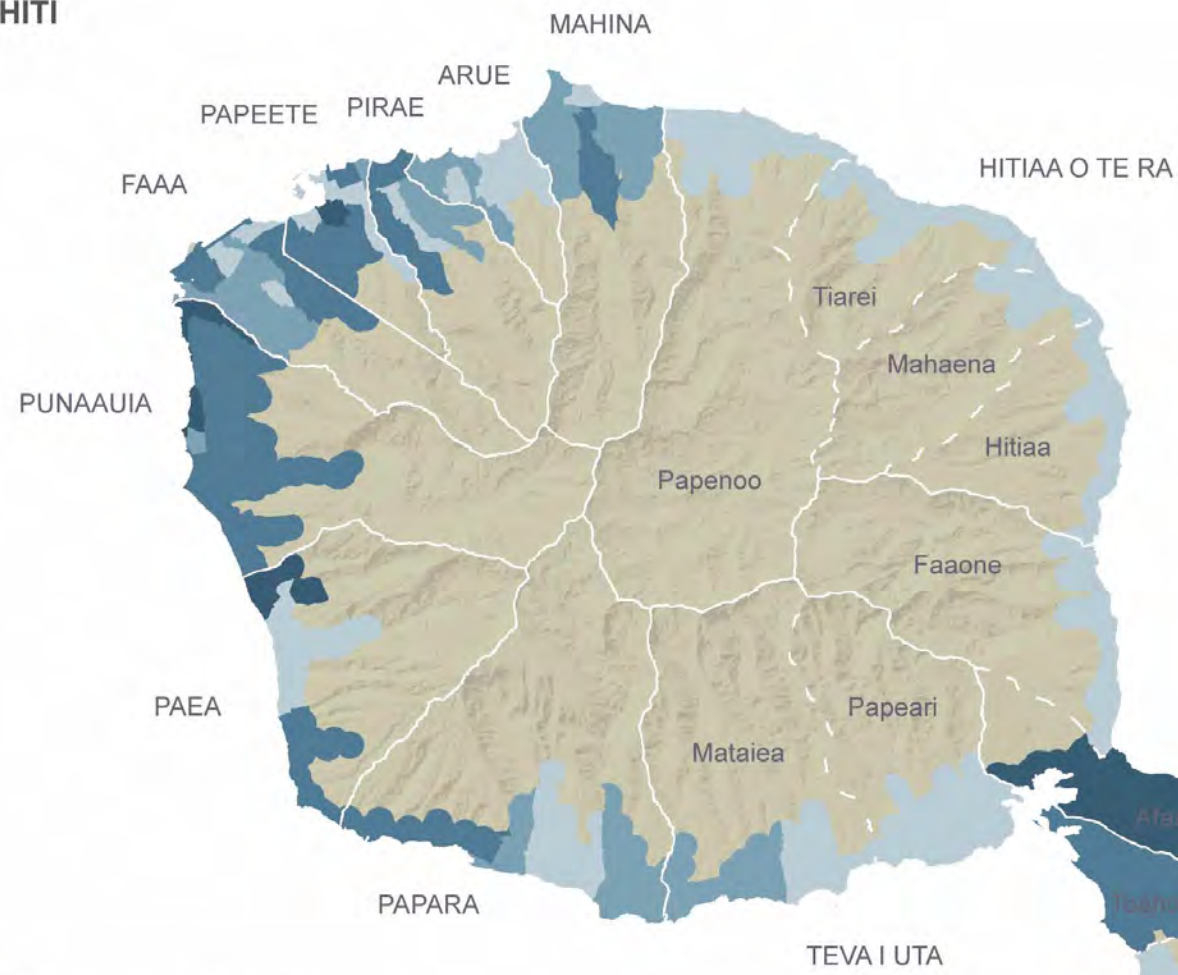 HITI
MAHINA
ARUE
PAPEETE
PIRAE
FAAA
HITIAA O TE RA
Tiarei
Mahaena
PUNAAUIA
Hitiaa
Papenoo
Faaone
PAEA
Papeari
Mataiea
PAPARA
TEVA I UTA